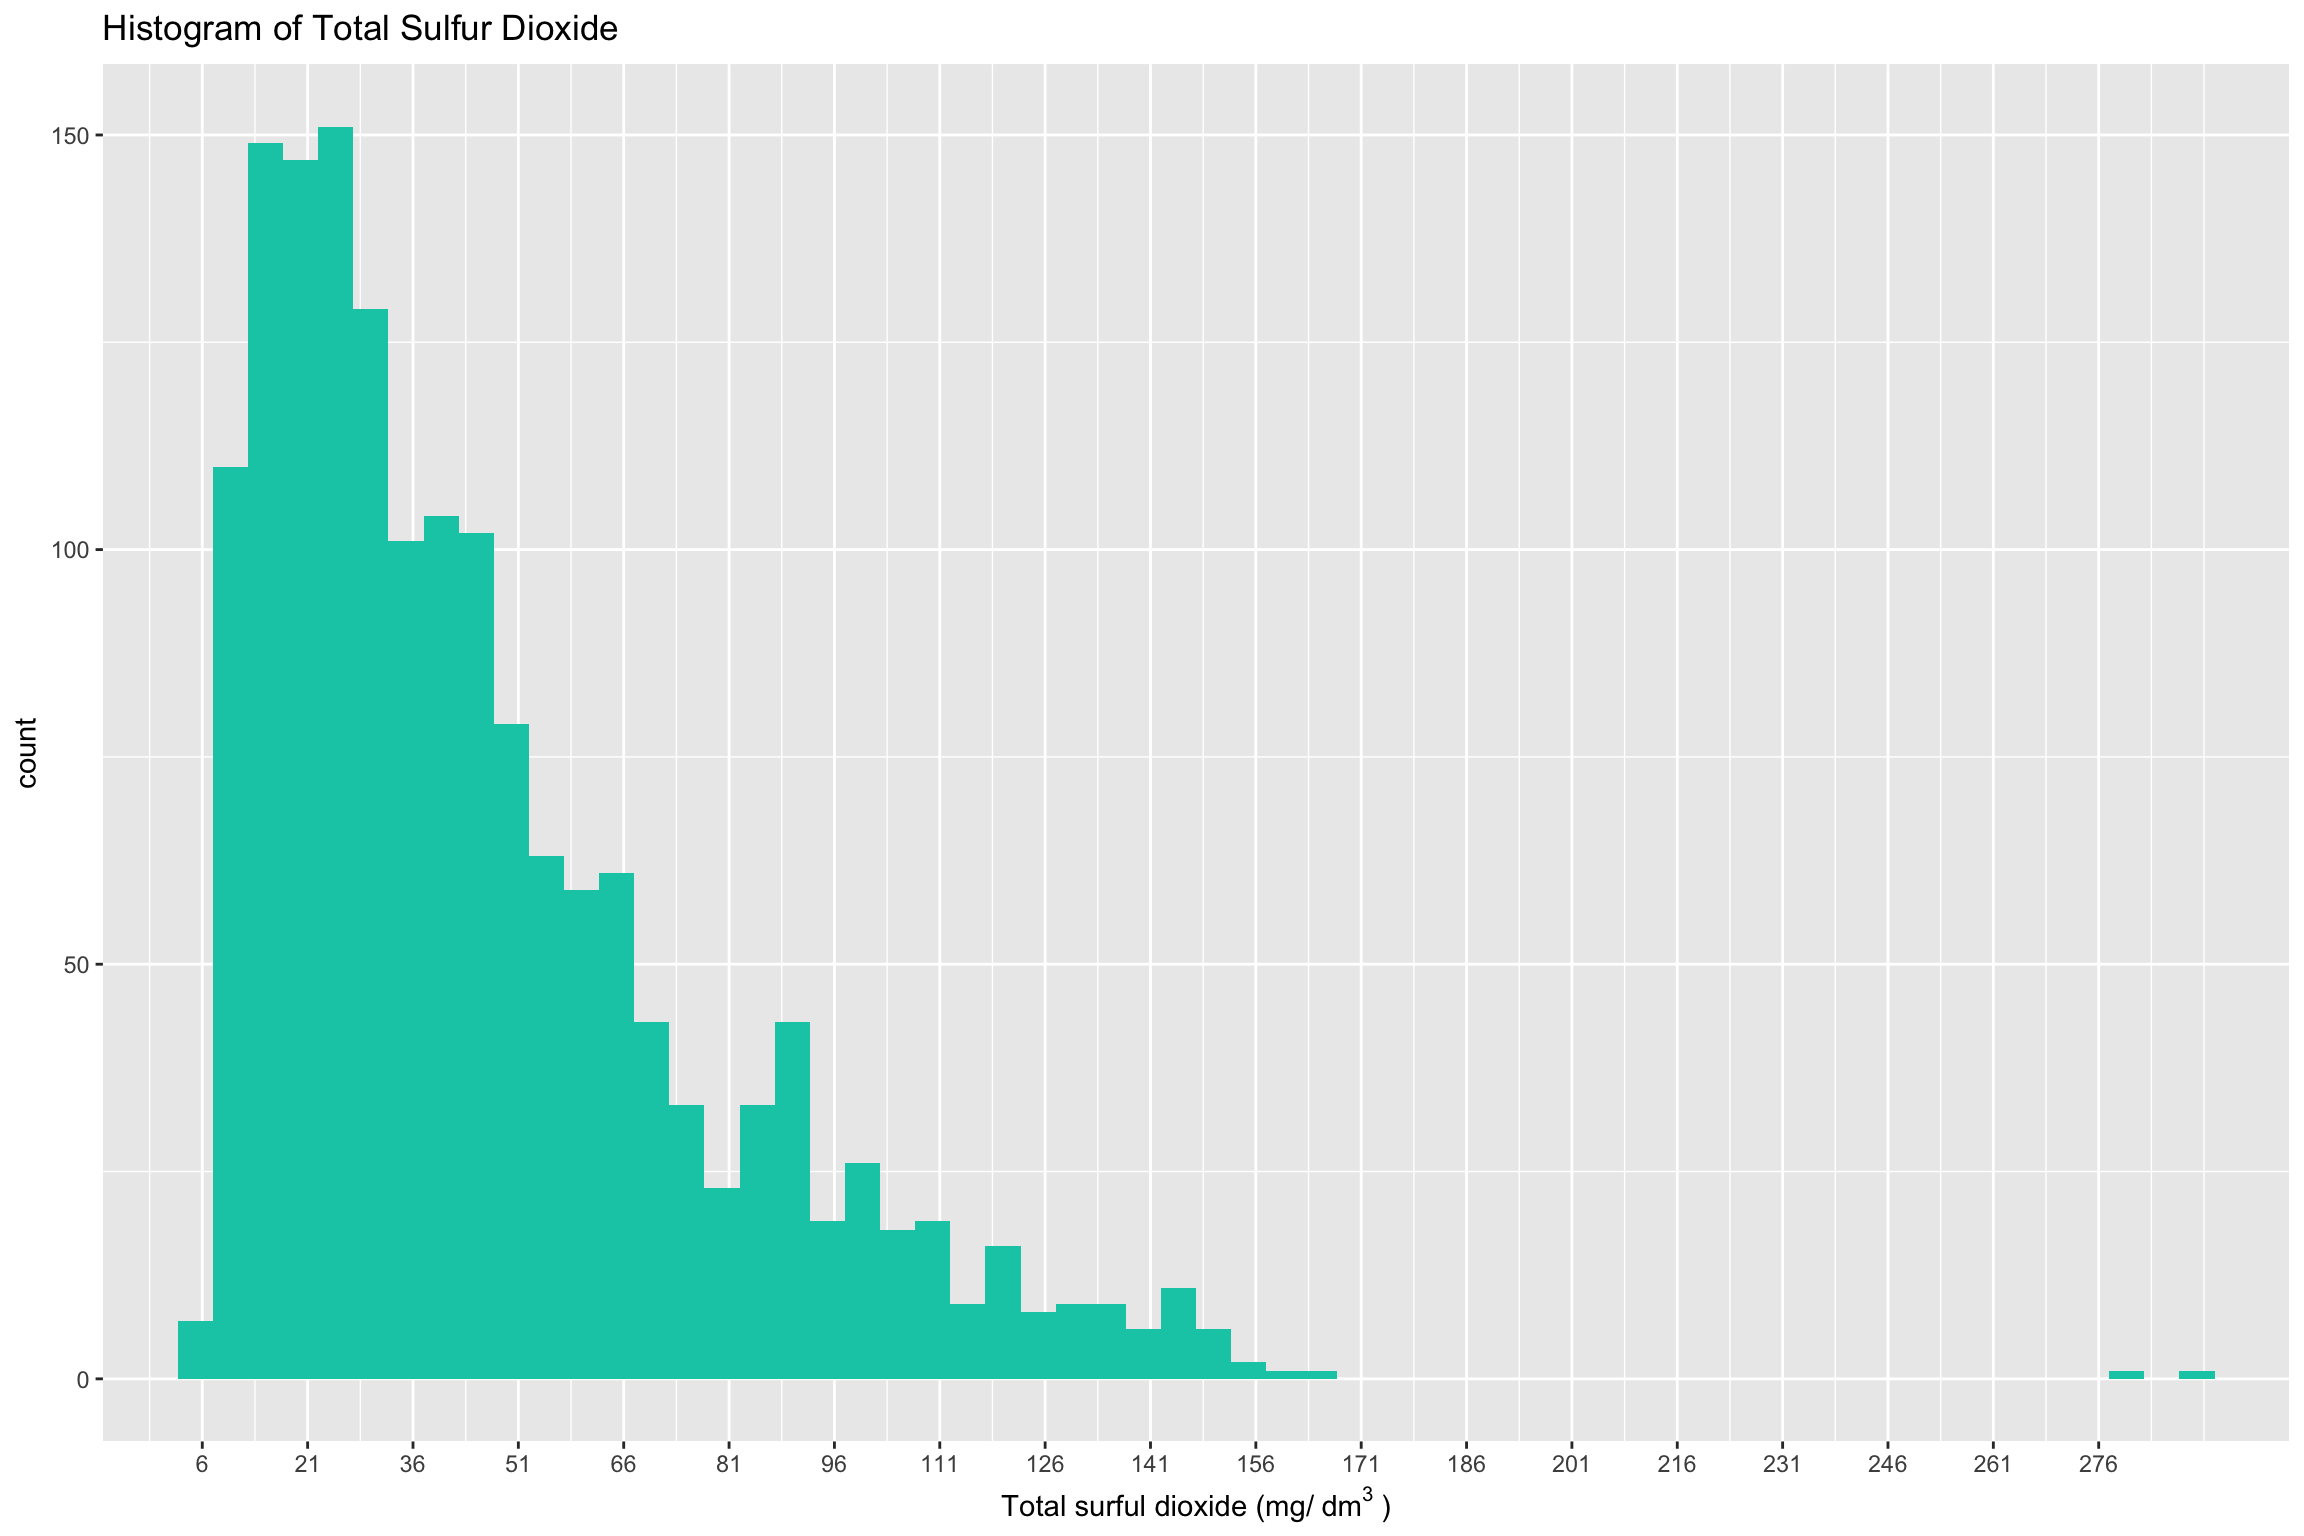 Histogram of Total Sulfur Dioxide
150
100
50
0
count
6 21 36 51 66 81 96 111 126 141 156 171 186 201 216 231 246 261 276
Total surful dioxide (mg/ dm³ )